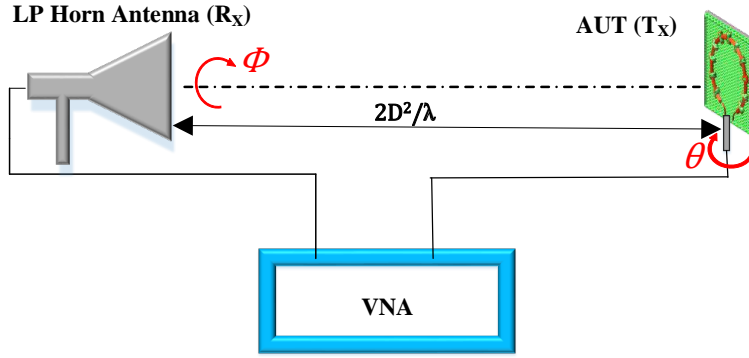 LP Horn Antenna (RX)
AUT (TX)
Φ
2D²/λ
θ
VNA